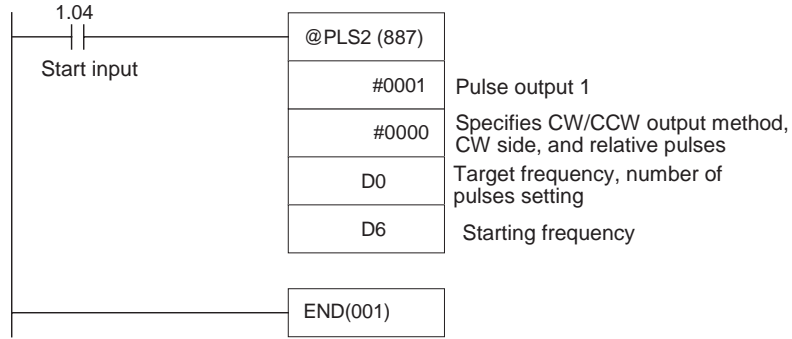 1.04
@PLS2 (887)
Start input
#0001
Pulse output 1
#0000
Specifies CW/CCW output method,
CW side, and relative pulses
D0
Target frequency, number of
pulses setting
D6
Starting frequency
END(001)